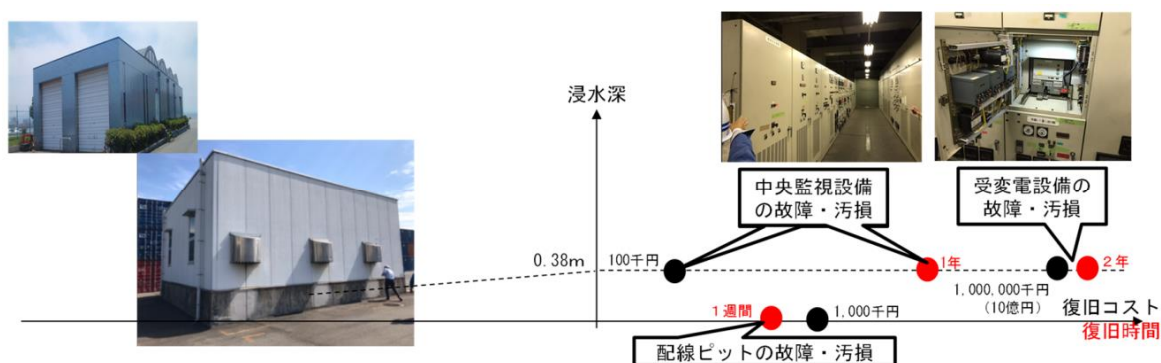 浸水深
中央監視設備
の故障・汚損
受変電設備の
故障・汚損
0.38m
100千円
1年
2年
1,000,000千円
(10億円)
復旧コスト
復旧時間
1週間
1,000千円
配線ピットの故障・汚損